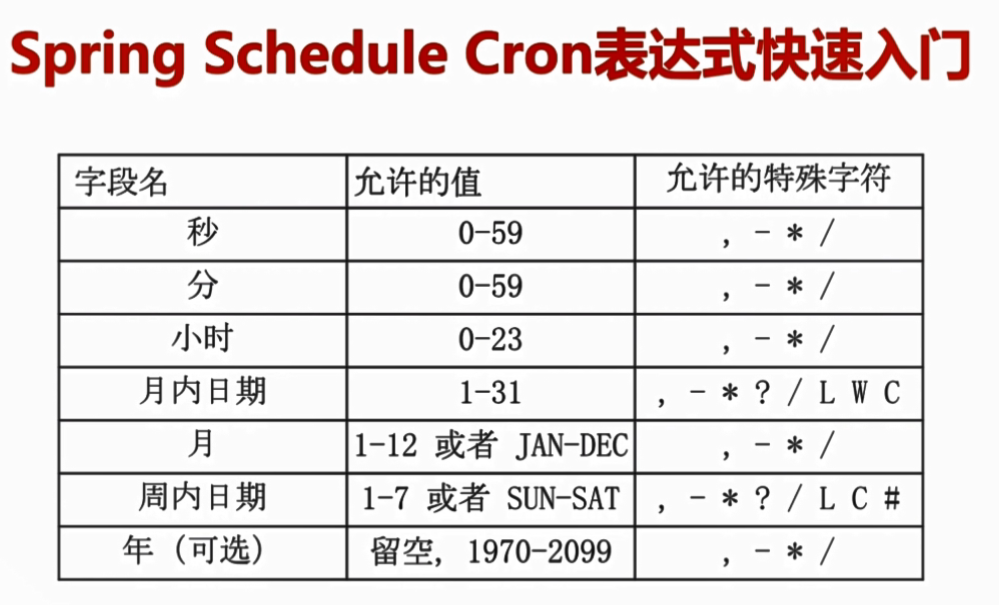 Spring Schedule Cron表达式快速入门
字段名 允许的值 允许的特殊字符
秒 0-59 , - * /
分 0-59 , - * /
小时 0-23 , - * /
月内日期 1-31 , - * ? / L W C
月 1-12 或者 JAN-DEC , - * /
周内日期 1-7 或者 SUN-SAT , - * ? / L C #
年（可选） 留空, 1970-2099 , - * /